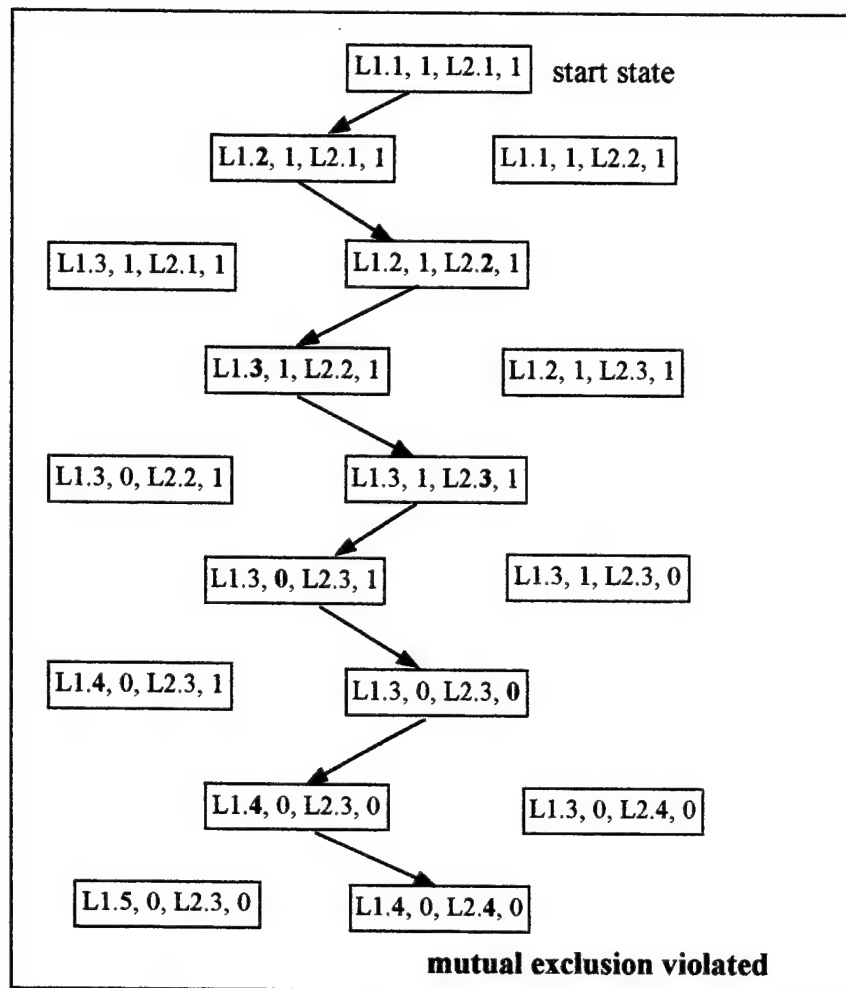 L1.1, 1, L2.1, 1 start state
L1.2, 1, L2.1, 1 L1.1, 1, L2.2, 1
L1.3, 1, L2.1, 1 L1.2, 1, L2.2, 1
L1.3, 1, L2.2, 1 L1.2, 1, L2.3, 1
L1.3, 0, L2.2, 1 L1.3, 1, L2.3, 1
L1.3, 0, L2.3, 1 L1.3, 1, L2.3, 0
L1.4, 0, L2.3, 1 L1.3, 0, L2.3, 0
L1.4, 0, L2.3, 0 L1.3, 0, L2.4, 0
L1.5, 0, L2.3, 0 L1.4, 0, L2.4, 0
mutual exclusion violated